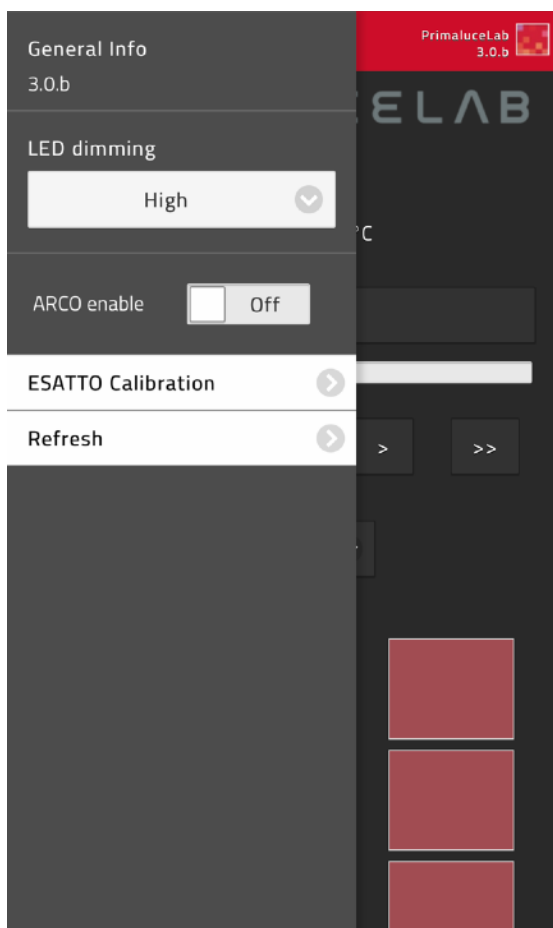 General Info
3.0.b
PrimaluceLab
3.0.b
ELAB
LED dimming
High
°C
ARCO enable
Off
ESATTO Calibration
Refresh
>
>>